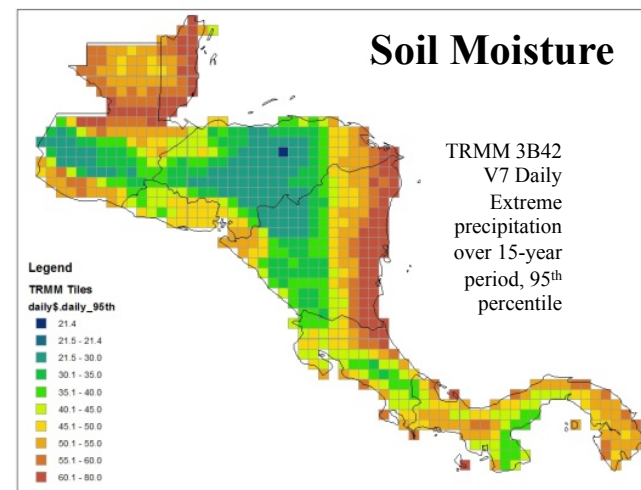 Soil Moisture
TRMM 3B42
V7 Daily
Extreme
precipitation
over 15-year
period, 95th
percentile
Legend
TRMM Tiles
daily$.daily_95th
21.4
21.5 - 21.4
21.5 - 30.0
30.1 - 35.0
35.1 - 40.0
40.1 - 45.0
45.1 - 50.0
50.1 - 55.0
55.1 - 60.0
60.1 - 80.0